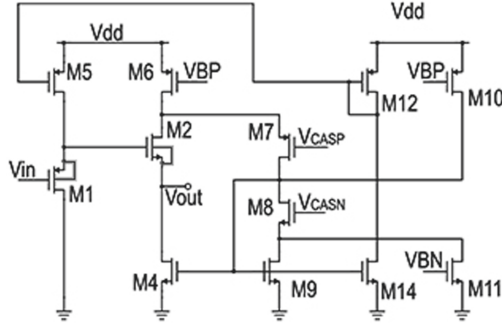 Vdd
Vdd
M5
M6
VBP
M12
VBP
M10
M2
M7
VCASP
Vin
M1
Vout
M8
VCASN
M4
M9
M14
VBN
M11